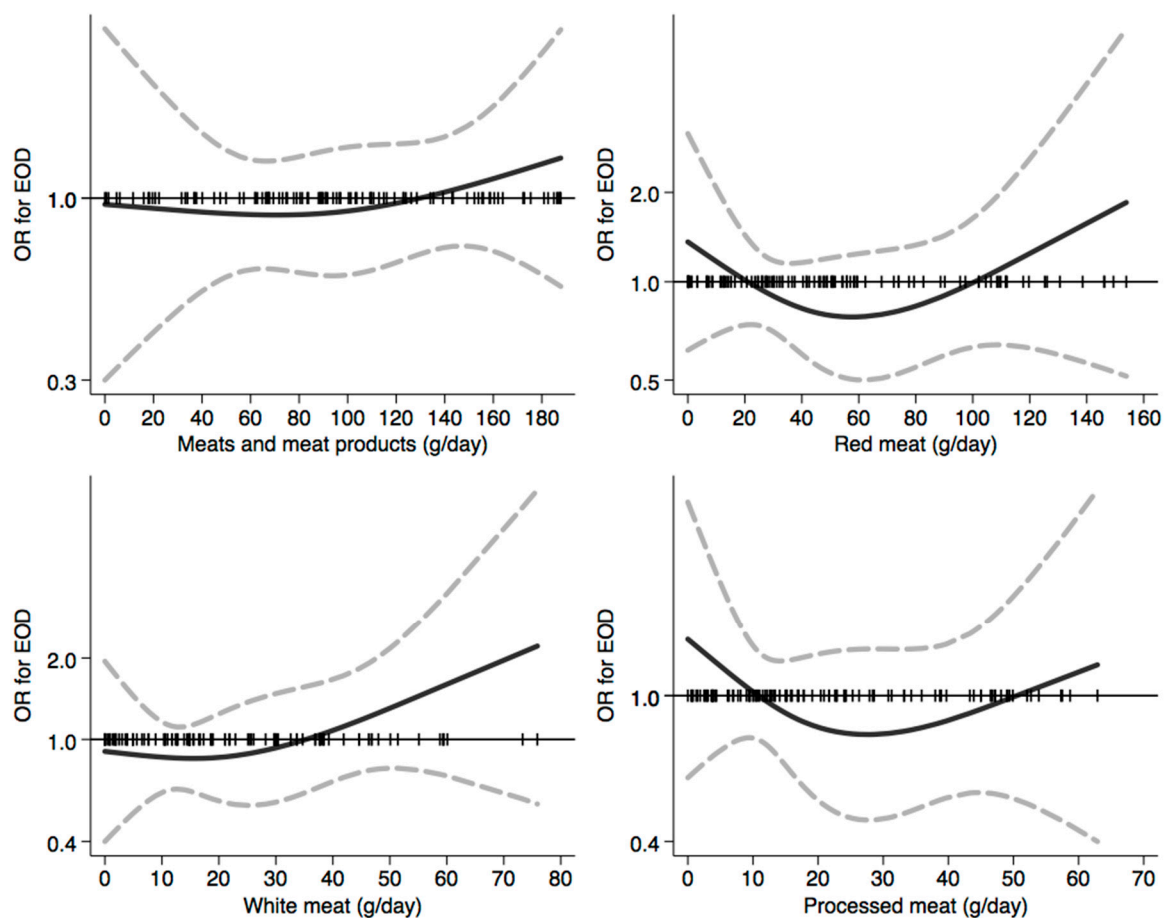 OR for EOD
1.0
0.3
0 20 40 60 80 100 120 140 160 180
Meats and meat products (g/day)
OR for EOD
2.0
1.0
0.5
0 20 40 60 80 100 120 140 160
Red meat (g/day)
OR for EOD
2.0
1.0
0.4
0 10 20 30 40 50 60 70 80
White meat (g/day)
OR for EOD
1.0
0.4
0 10 20 30 40 50 60 70
Processed meat (g/day)